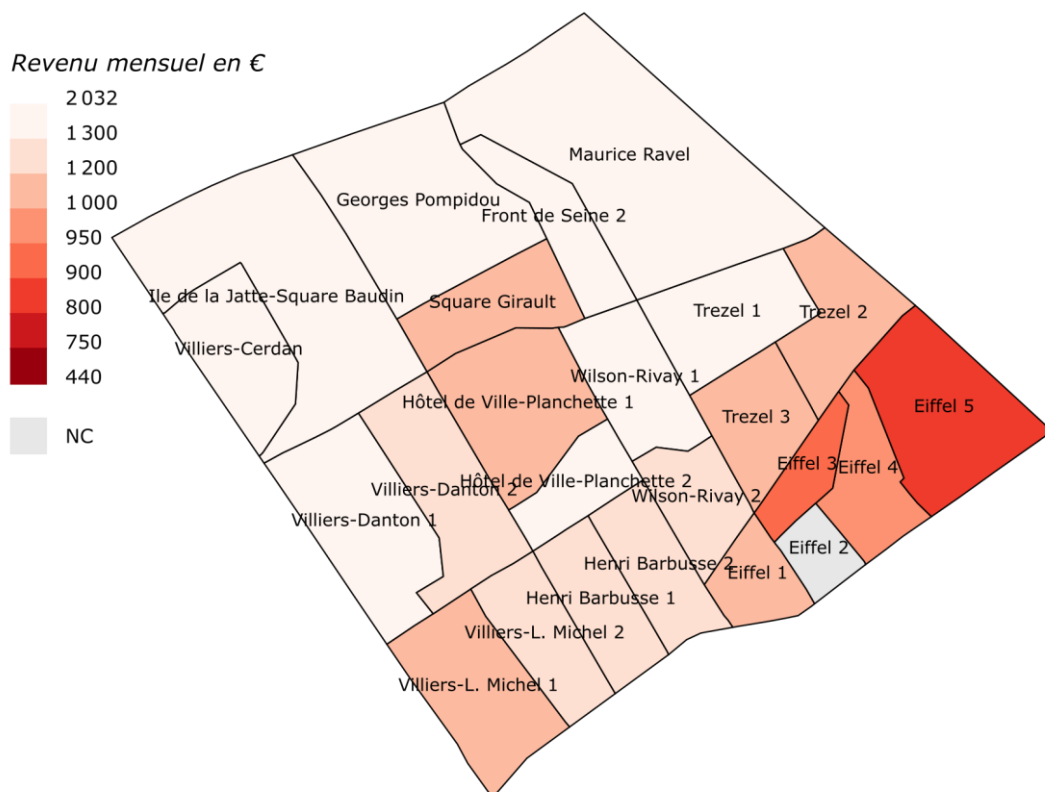 Revenu mensuel en €
2 032
1 300
1 200
1 000
950
900
800
750
440
NC
Maurice Ravel
Georges Pompidou
Front de Seine 2
Ile de la Jatte-Square Baudin
Square Girault
Trezel 1
Trezel 2
Villiers-Cerdan
Wilson-Rivay 1
Hôtel de Ville-Planchette 1
Eiffel 5
Trezel 3
Eiffel 3
Eiffel 4
Hôtel de Ville-Planchette 2
Villiers-Danton 2
Wilson-Rivay 2
Villiers-Danton 1
Eiffel 2
Henri Barbusse 2
Eiffel 1
Henri Barbusse 1
Villiers-L. Michel 2
Villiers-L. Michel 1